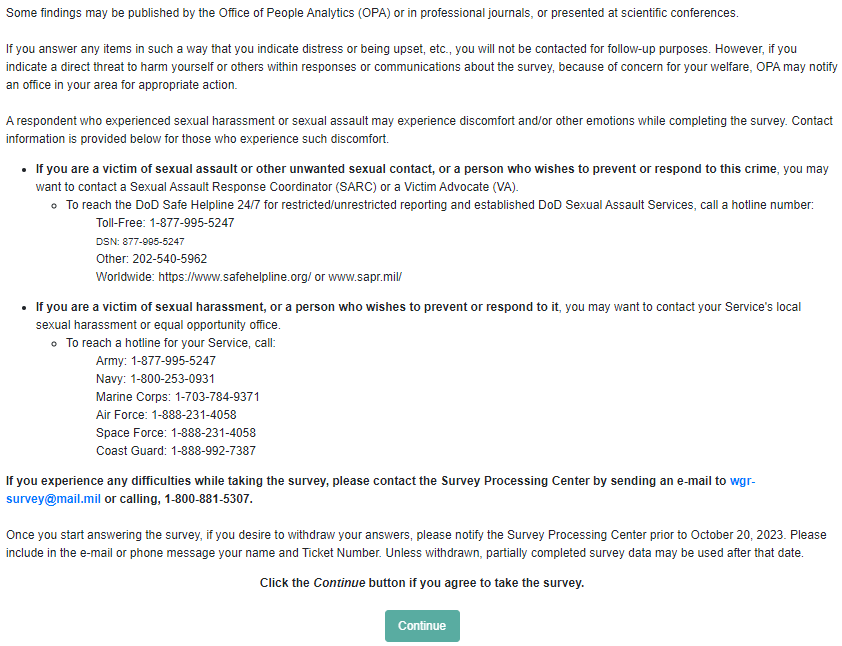 Some findings may be published by the Office of People Analytics (OPA) or in professional journals, or presented at scientific conferences.
If you answer any items in such a way that you indicate distress or being upset, etc., you will not be contacted for follow-up purposes. However, if you
indicate a direct threat to harm yourself or others within responses or communications about the survey, because of concern for your welfare, OPA may notify
an office in your area for appropriate action.
A respondent who experienced sexual harassment or sexual assault may experience discomfort and/or other emotions while completing the survey. Contact
information is provided below for those who experience such discomfort.
• If you are a victim of sexual assault or other unwanted sexual contact, or a person who wishes to prevent or respond to this crime, you may
want to contact a Sexual Assault Response Coordinator (SARC) or a Victim Advocate (VA).
○ To reach the DoD Safe Helpline 24/7 for restricted/unrestricted reporting and established DoD Sexual Assault Services, call a hotline number:
Toll-Free: 1-877-995-5247
DSN: 877-995-5247
Other: 202-540-5962
Worldwide: https://www.safehelpline.org/ or www.sapr.mil/
• If you are a victim of sexual harassment, or a person who wishes to prevent or respond to it, you may want to contact your Service's local
sexual harassment or equal opportunity office.
○ To reach a hotline for your Service, call:
Army: 1-877-995-5247
Navy: 1-800-253-0931
Marine Corps: 1-703-784-9371
Air Force: 1-888-231-4058
Space Force: 1-888-231-4058
Coast Guard: 1-888-992-7387
If you experience any difficulties while taking the survey, please contact the Survey Processing Center by sending an e-mail to wgr-
survey@mail.mil or calling, 1-800-881-5307.
Once you start answering the survey, if you desire to withdraw your answers, please notify the Survey Processing Center prior to October 20, 2023. Please
include in the e-mail or phone message your name and Ticket Number. Unless withdrawn, partially completed survey data may be used after that date.
Click the Continue button if you agree to take the survey.
Continue